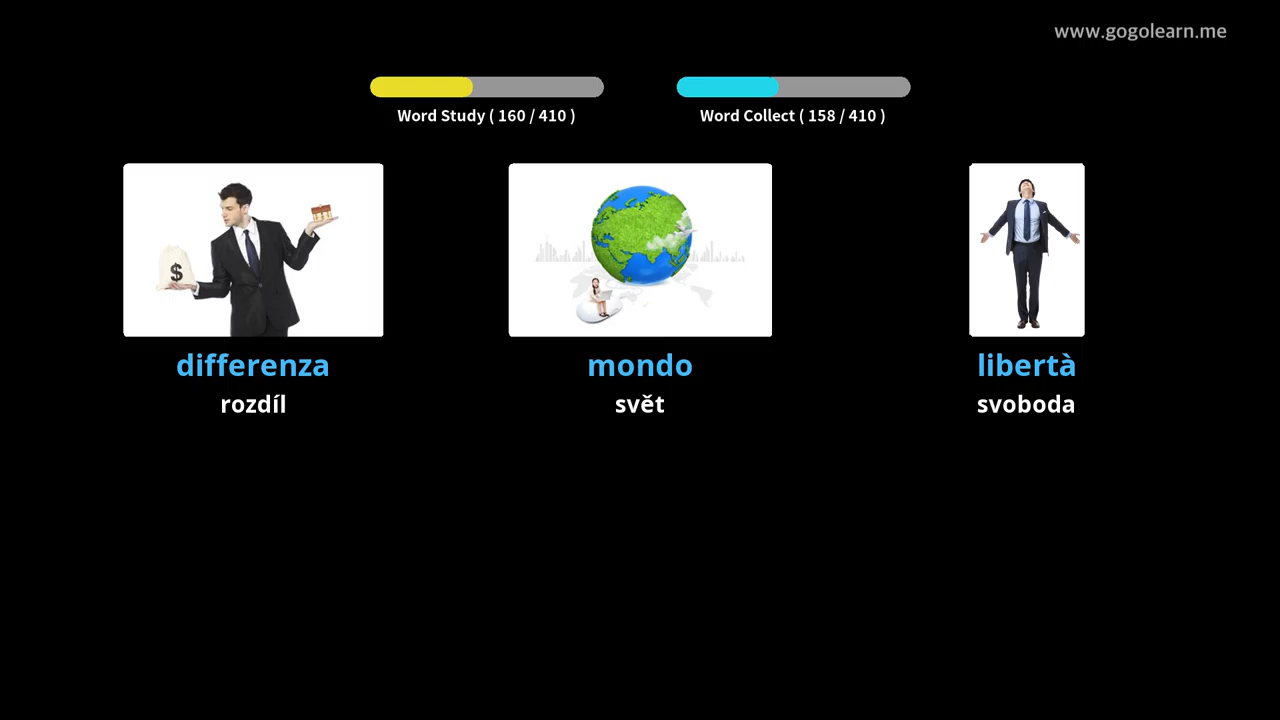 www.gogolearn.me
Word Study ( 160 / 410 )
Word Collect ( 158 / 410 )
$
differenza
mondo
libertà
rozdíl
svět
svoboda